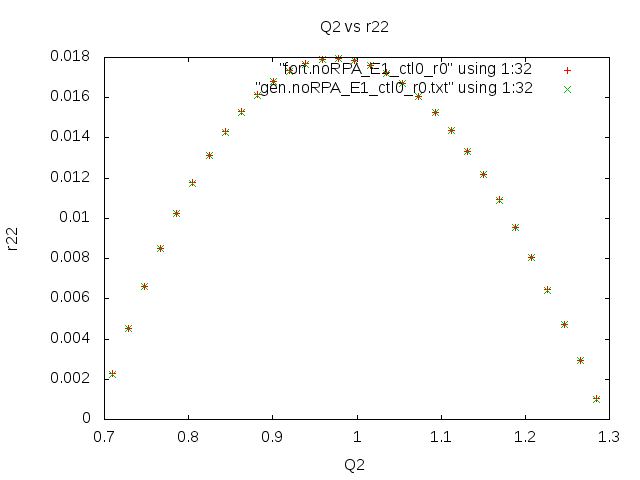 Q2 vs r22
"fort.noRPA_E1_ctl0_r0" using 1:32
"gen.noRPA_E1_ctl0_r0.txt" using 1:32
0.018
0.016
0.014
0.012
0.01
0.008
0.006
0.004
0.002
0
r22
0.7 0.8 0.9 1 1.1 1.2 1.3
Q2